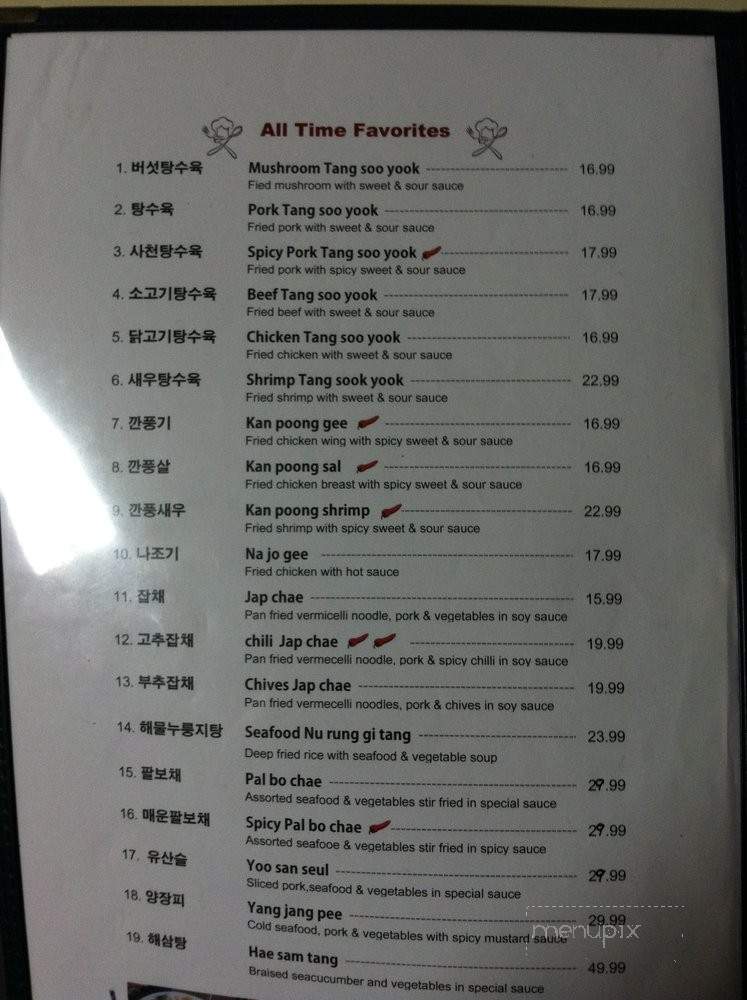 All Time Favorites
1. 버섯탕수육 Mushroom Tang soo yook 16.99
Fied mushroom with sweet & sour sauce
2. 탕수육 Pork Tang soo yook 16.99
Fried pork with sweet & sour sauce
3. 사천탕수육 Spicy Pork Tang soo yook 17.99
Fried pork with spicy sweet & sour sauce
4. 소고기탕수육 Beef Tang soo yook 17.99
Fried beef with sweet & sour sauce
5. 닭고기탕수육 Chicken Tang soo yook 16.99
Fried chicken with sweet & sour sauce
6. 새우탕수육 Shrimp Tang sook yook 22.99
Fried shrimp with sweet & sour sauce
7. 깐풍기 Kan poong gee 16.99
Fried chicken wing with spicy sweet & sour sauce
8. 깐풍살 Kan poong sal 16.99
Fried chicken breast with spicy sweet & sour sauce
9. 깐풍새우 Kan poong shrimp 22.99
Fried shrimp with spicy sweet & sour sauce
10. 나조기 Na jo gee 17.99
Fried chicken with hot sauce
11. 잡채 Jap chae 15.99
Pan fried vermicelli noodle, pork & vegetables in soy sauce
12. 고추잡채 chili Jap chae 19.99
Pan fried vermecelli noodle, pork & spicy chilli in soy sauce
13. 부추잡채 Chives Jap chae 19.99
Pan fried vermecelli noodles, pork & chives in soy sauce
14. 해물누룽지탕 Seafood Nu rung gi tang 23.99
Deep fried rice with seafood & vegetable soup
15. 팔보채 Pal bo chae 29.99
Assorted seafood & vegetables stir fried in special sauce
16. 매운팔보채 Spicy Pal bo chae 29.99
Assorted seafooe & vegetables stir fried in spicy sauce
17. 유산슬 Yoo san seul 29.99
Sliced pork,seafood & vegetables in special sauce
18. 양장피 Yang jang pee 29.99
Cold seafood, pork & vegetables with spicy mustard sauce
menupix
19. 해삼탕 Hae sam tang 49.99
Braised seacucumber and vegetables in special sauce